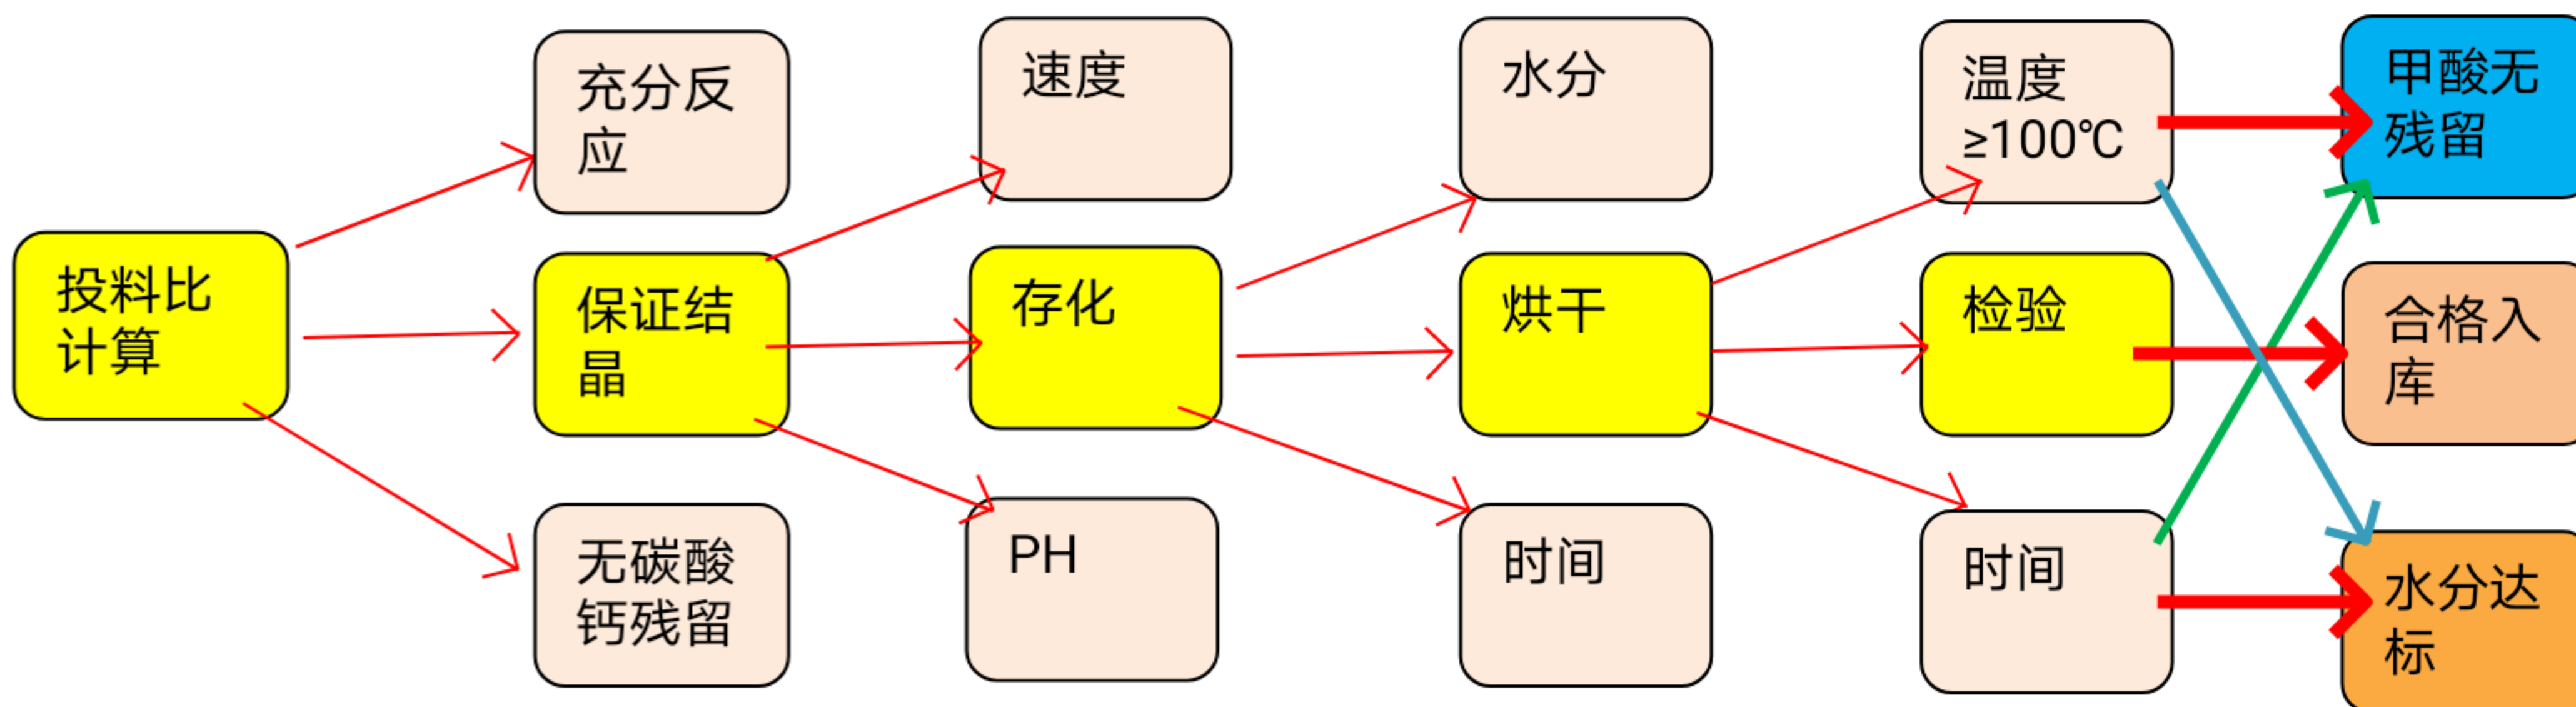 投料比
计算
充分反
应
保证结
晶
无碳酸
钙残留
速度
存化
PH
水分
烘干
时间
温度
≥100℃
检验
时间
甲酸无
残留
合格入
库
水分达
标